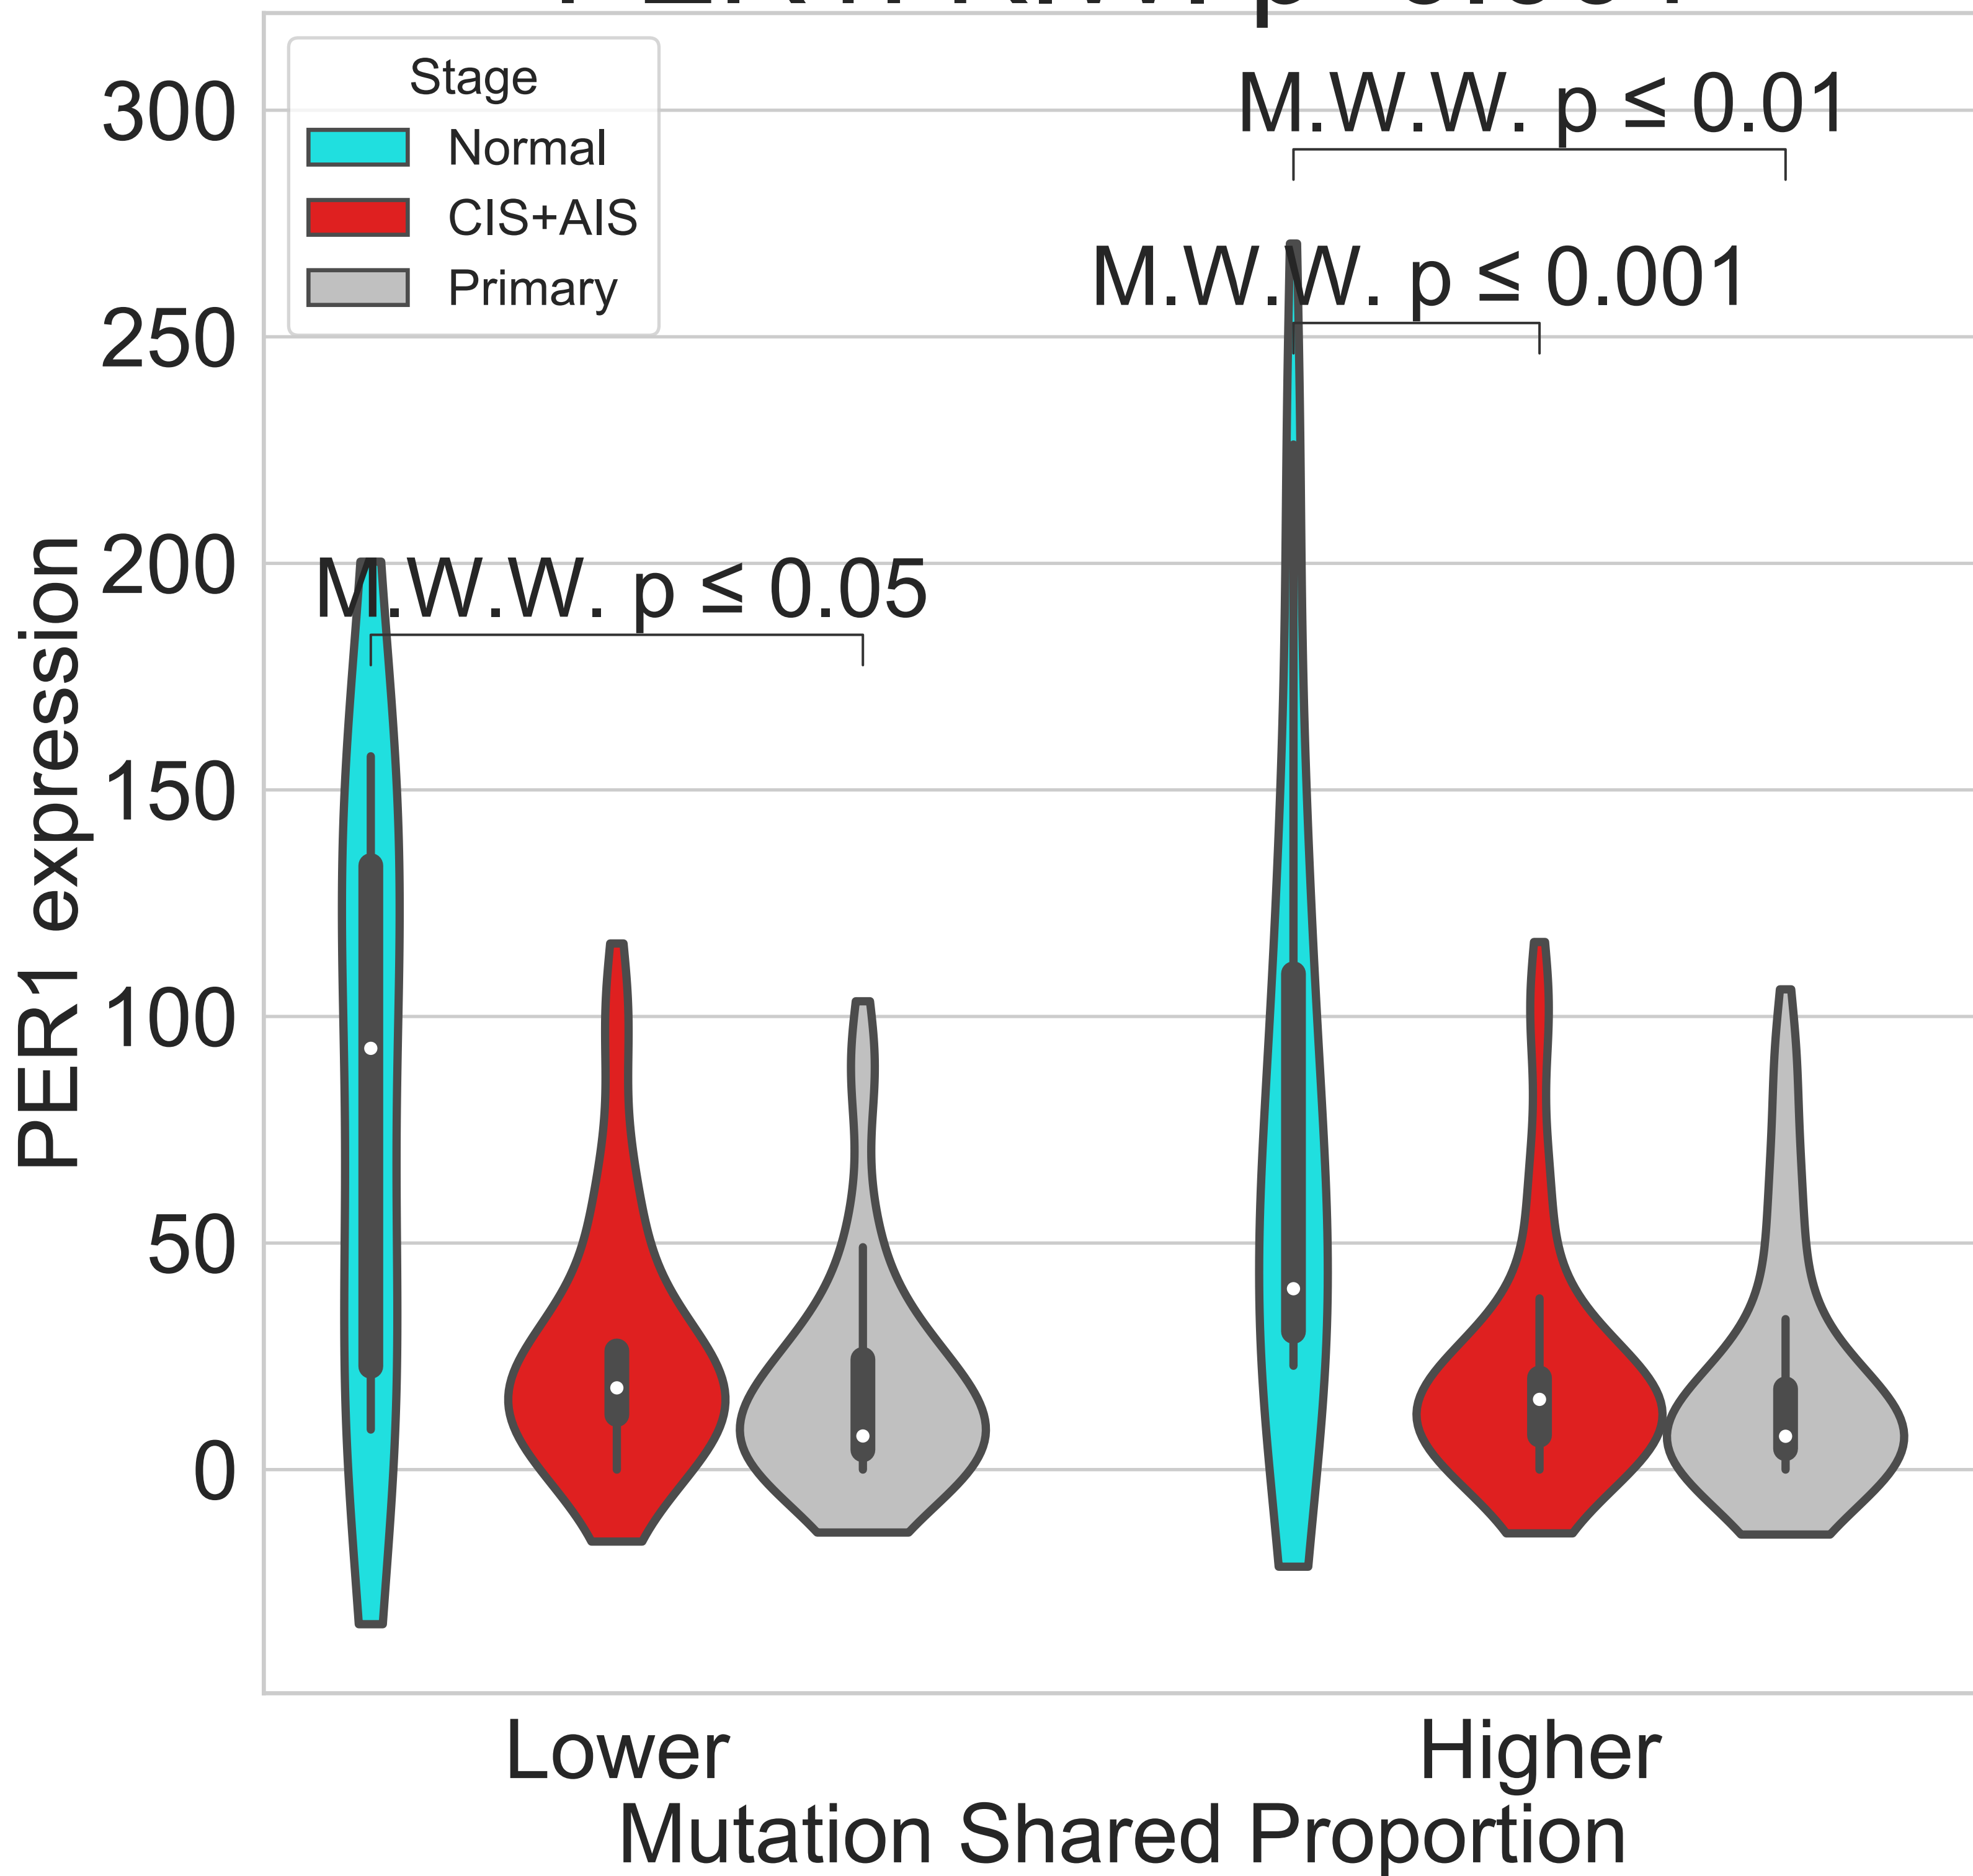 Stage
Normal
CIS+AIS
Primary
300
250
200
150
100
50
0
PER1 expression
M.W.W. p ≤ 0.01
M.W.W. p ≤ 0.001
M.W.W. p ≤ 0.05
Lower
Higher
Mutation Shared Proportion